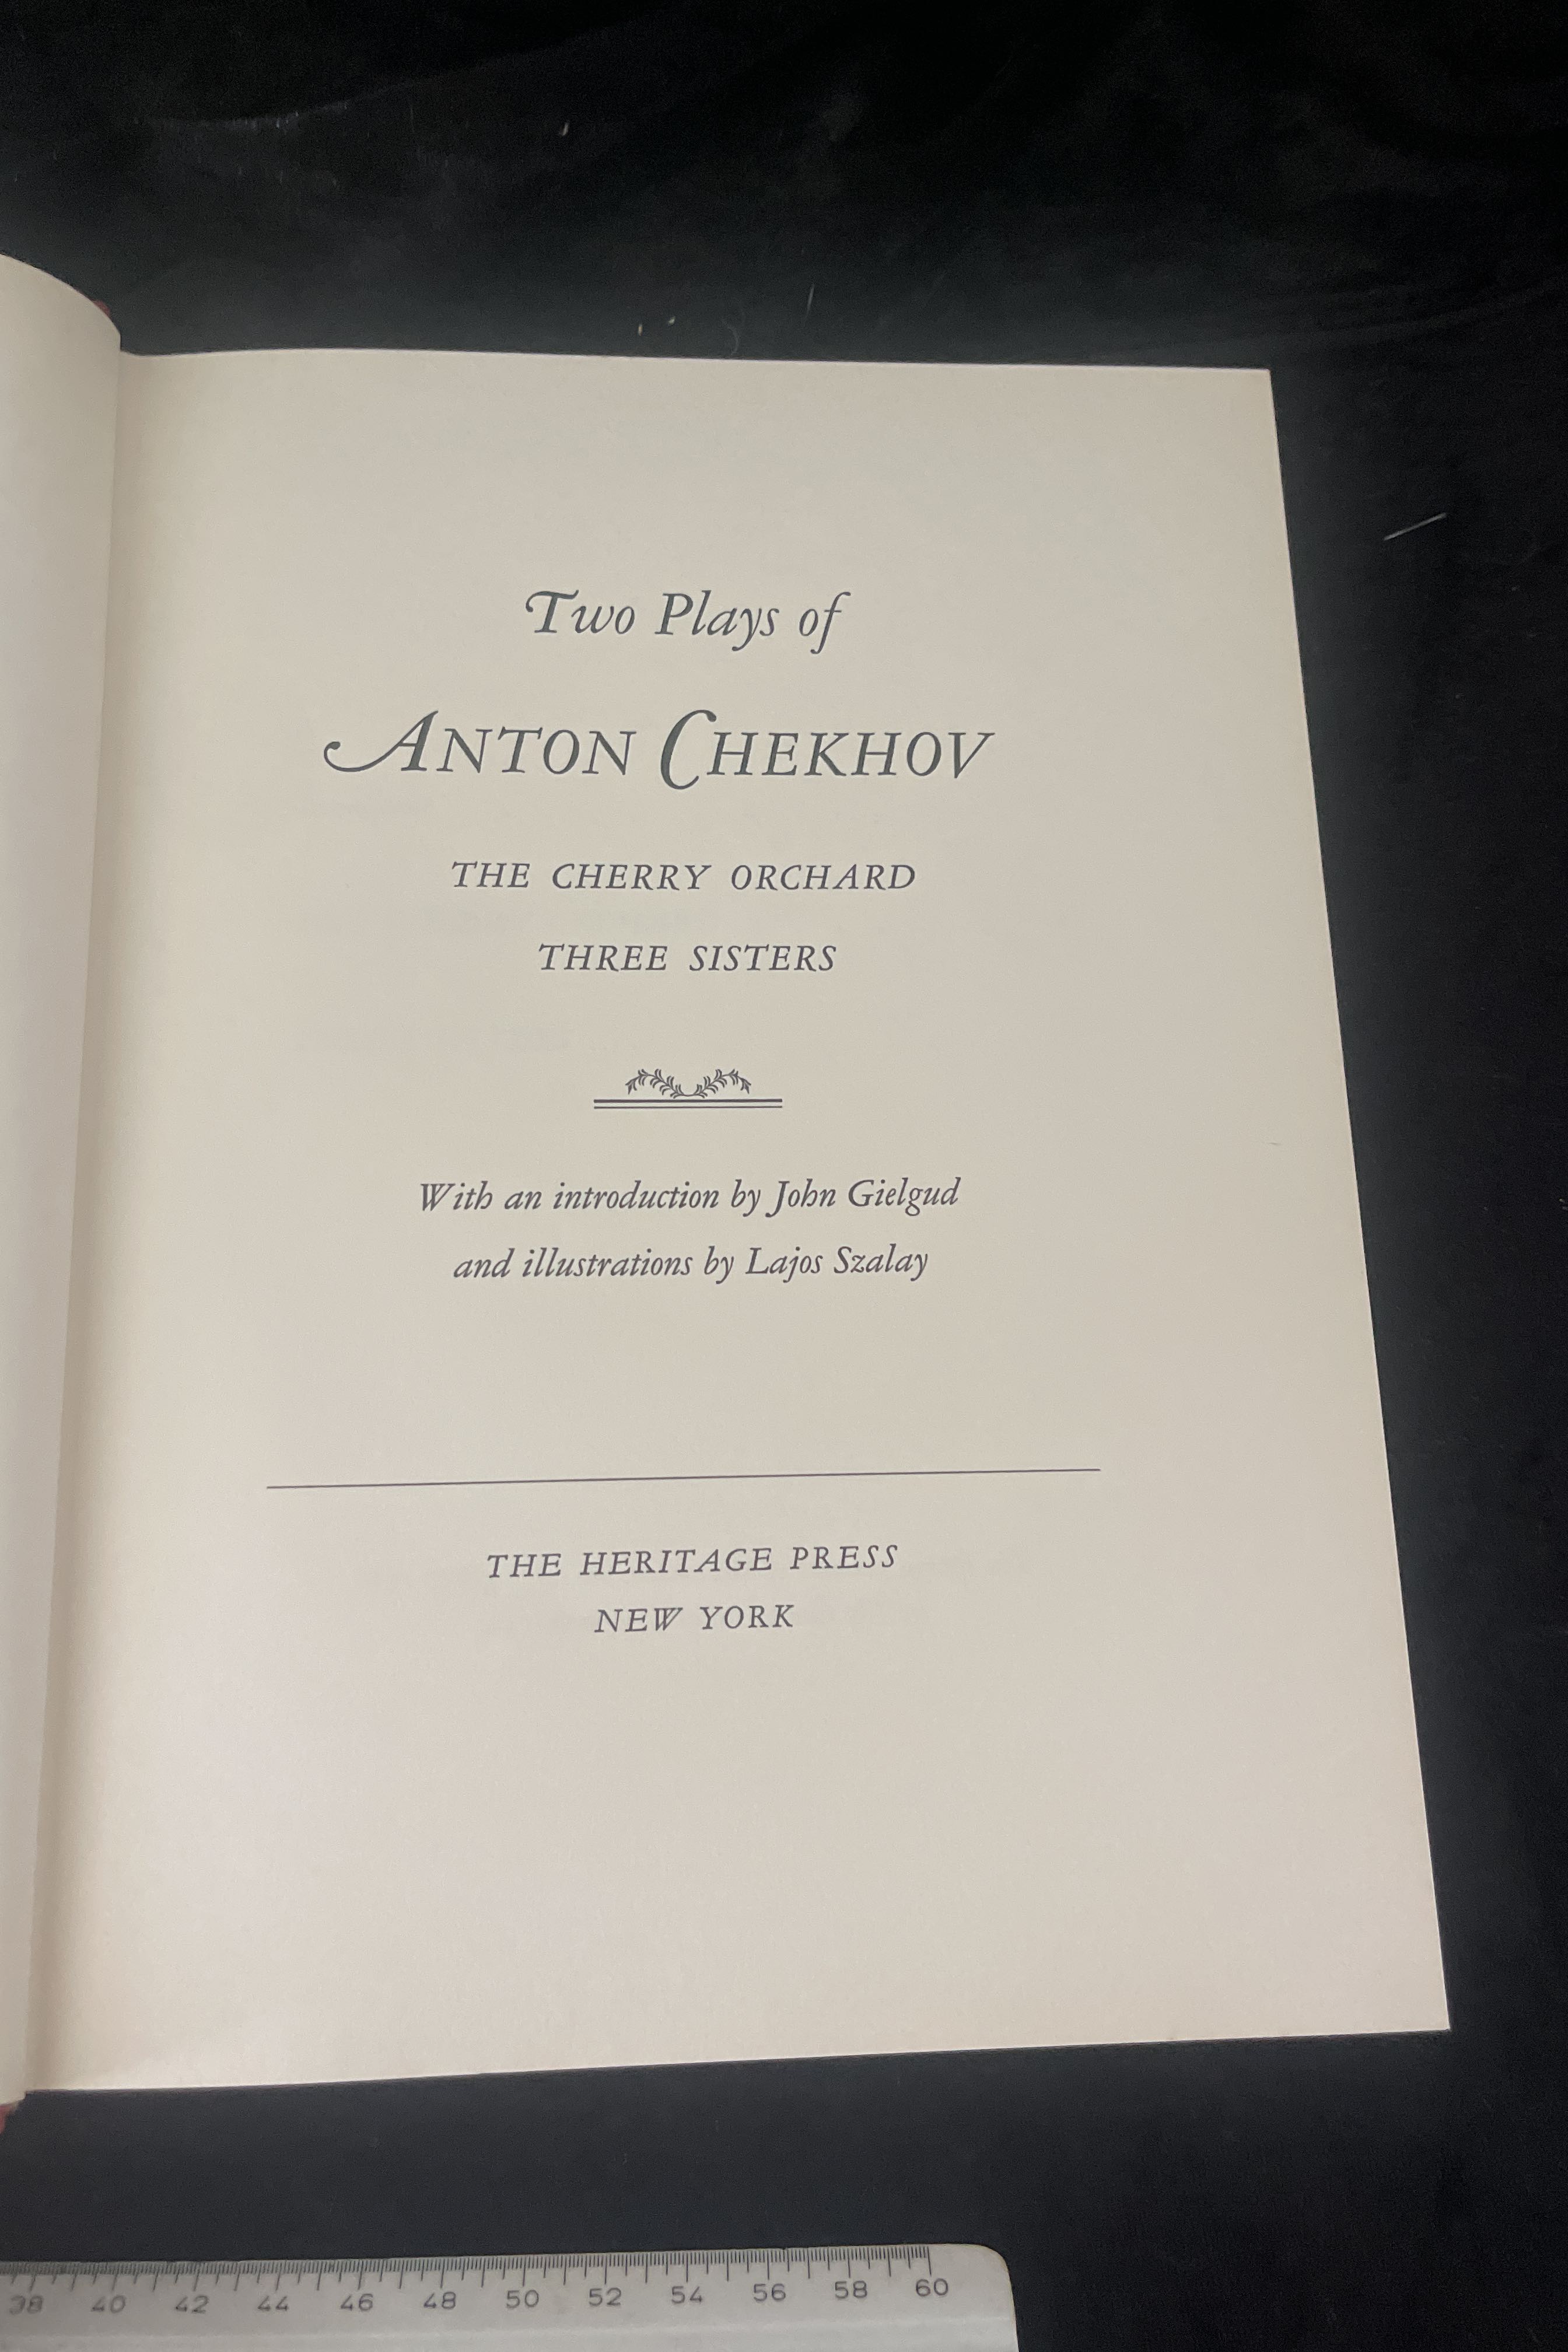 Two Plays of
ANTON CHEKHOV
THE CHERRY ORCHARD
THREE SISTERS
With an introduction by John Gielgud
and illustrations by Lajos Szalay
THE HERITAGE PRESS
NEW YORK
38 40 42 44 46 48 50 52 54 56 58 60